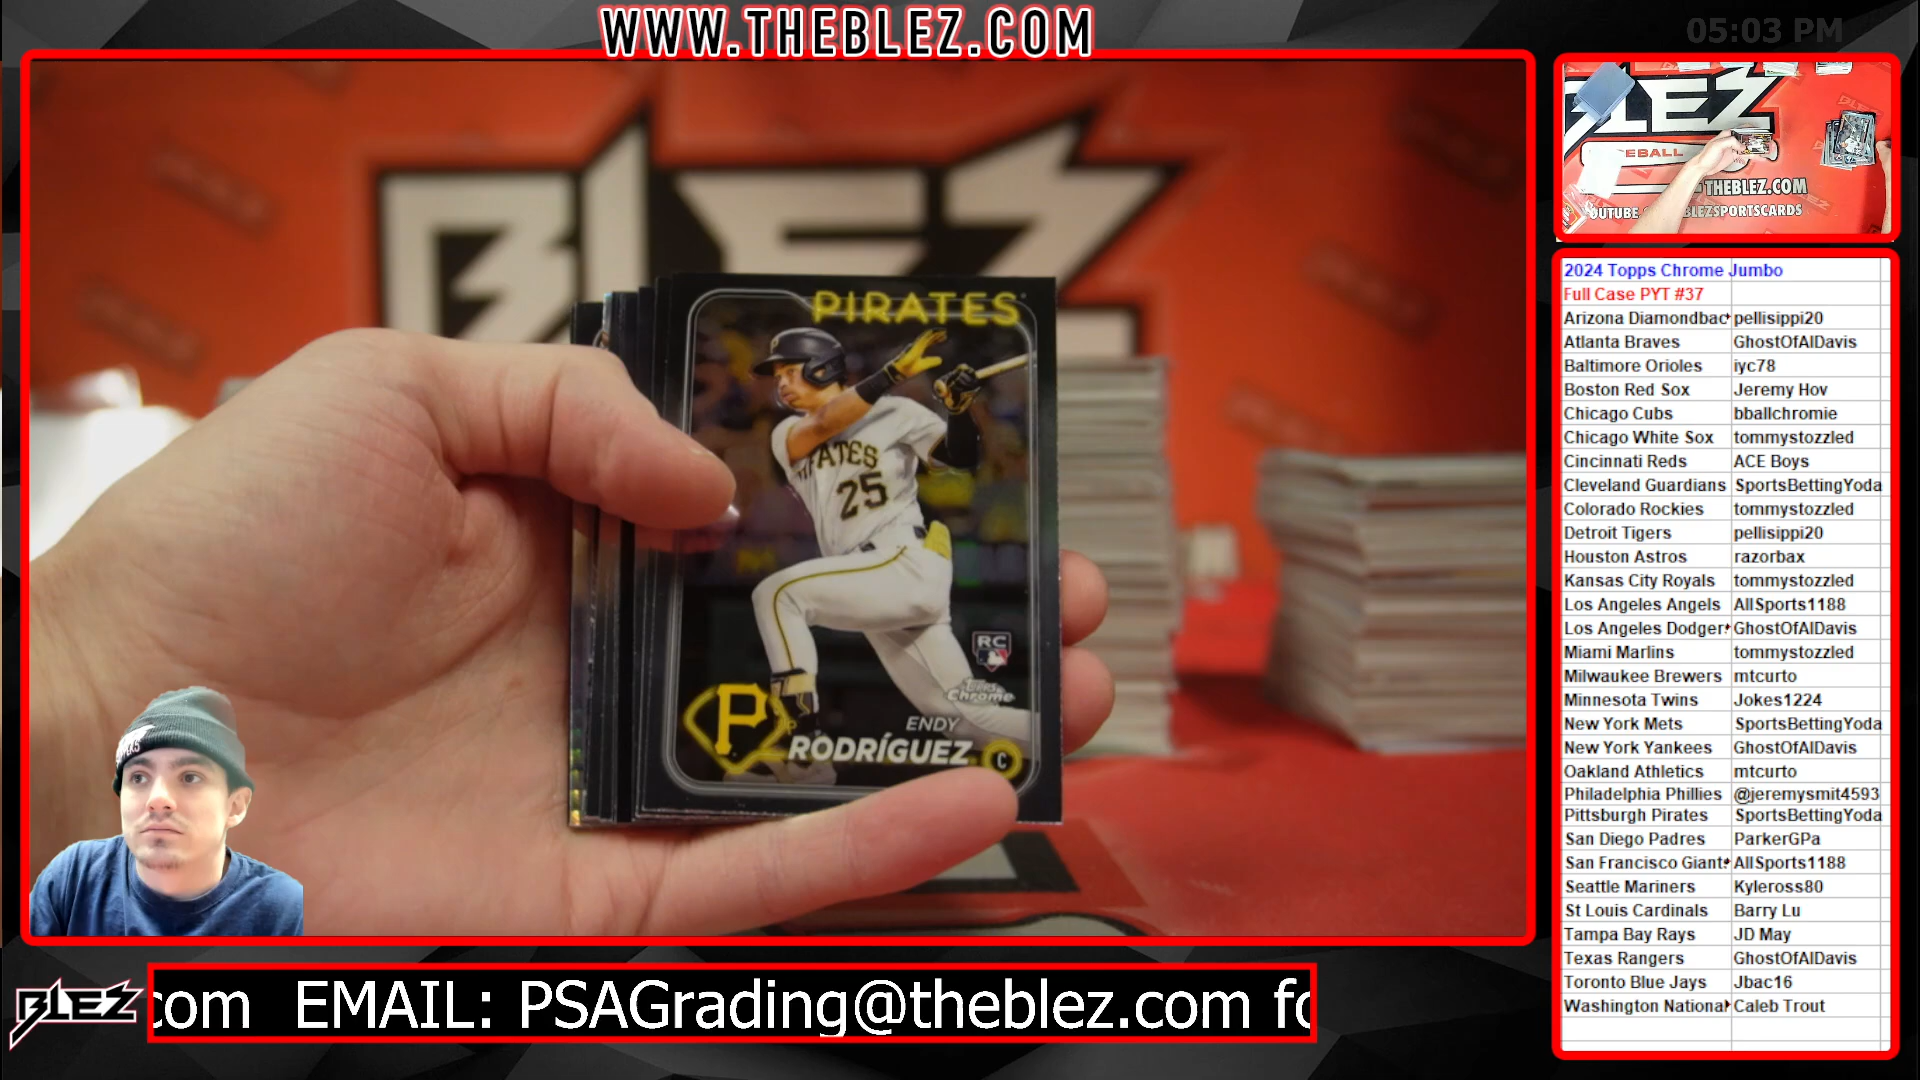 WWW.THEBLEZ.COM
05:03 PM
BLEZ
PIRATES
PIRATES
25
RC
Topps
Chrome
P
ENDY
RODRÍGUEZ
C
BLEZ
THEBLEZ.COM
2024 Topps Chrome Jumbo
Full Case PYT #37
Arizona Diamondbac pellisippi20
Atlanta Braves GhostOfAlDavis
Baltimore Orioles iyc78
Boston Red Sox Jeremy Hov
Chicago Cubs bballchromie
Chicago White Sox tommystozzled
Cincinnati Reds ACE Boys
Cleveland Guardians SportsBettingYoda
Colorado Rockies tommystozzled
Detroit Tigers pellisippi20
Houston Astros razorbax
Kansas City Royals tommystozzled
Los Angeles Angels AllSports1188
Los Angeles Dodger GhostOfAlDavis
Miami Marlins tommystozzled
Milwaukee Brewers mtcurto
Minnesota Twins Jokes1224
New York Mets SportsBettingYoda
New York Yankees GhostOfAlDavis
Oakland Athletics mtcurto
Philadelphia Phillies @jeremysmit4593
Pittsburgh Pirates SportsBettingYoda
San Diego Padres ParkerGPa
San Francisco Giant AllSports1188
Seattle Mariners Kyleross80
St Louis Cardinals Barry Lu
Tampa Bay Rays JD May
Texas Rangers GhostOfAlDavis
Toronto Blue Jays Jbac16
Washington National Caleb Trout
BLEZ
com EMAIL: PSAGrading@theblez.com fo